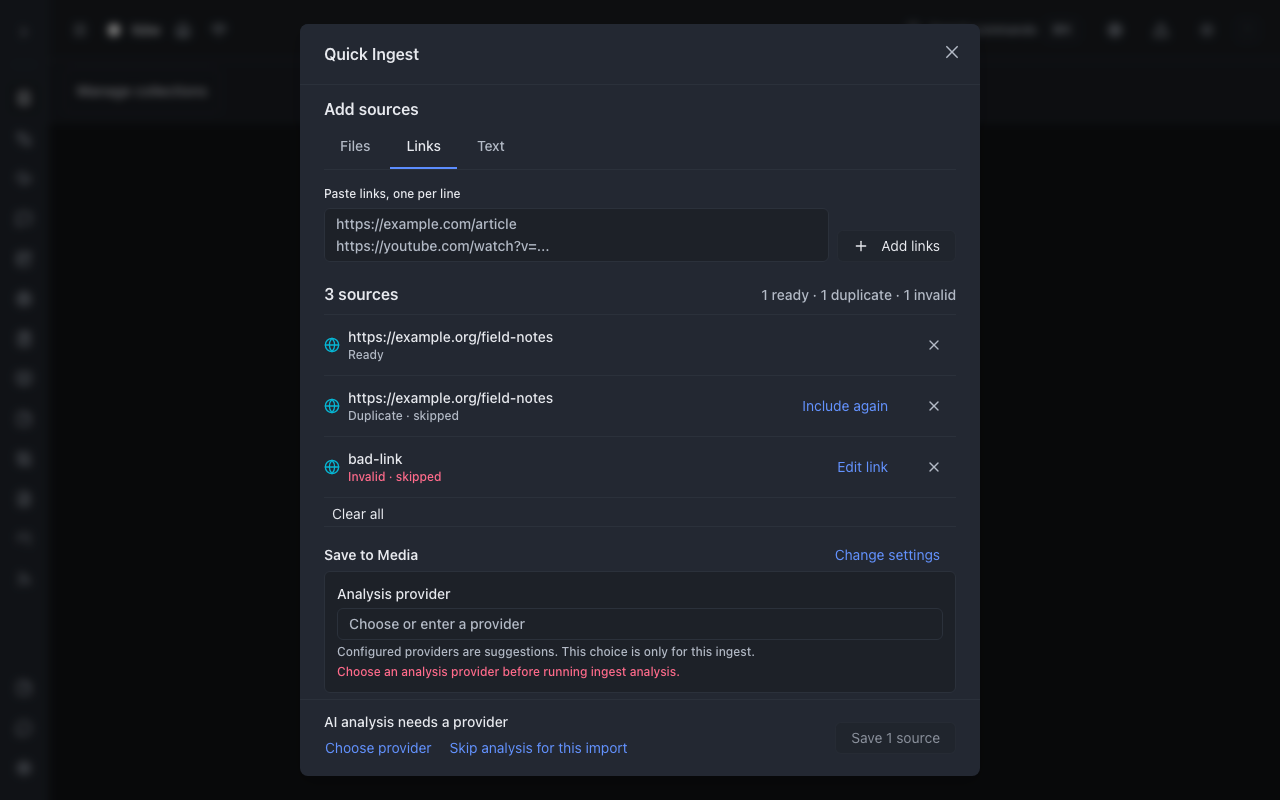 Manage collections
Quick Ingest
Add sources
Files
Links
Text
Paste links, one per line
https://example.com/article
https://youtube.com/watch?v=...
Add links
3 sources
1 ready · 1 duplicate · 1 invalid
https://example.org/field-notes
Ready
https://example.org/field-notes
Duplicate · skipped
Include again
bad-link
Invalid · skipped
Edit link
Clear all
Save to Media
Change settings
Analysis provider
Choose or enter a provider
Configured providers are suggestions. This choice is only for this ingest.
Choose an analysis provider before running ingest analysis.
AI analysis needs a provider
Choose provider
Skip analysis for this import
Save 1 source